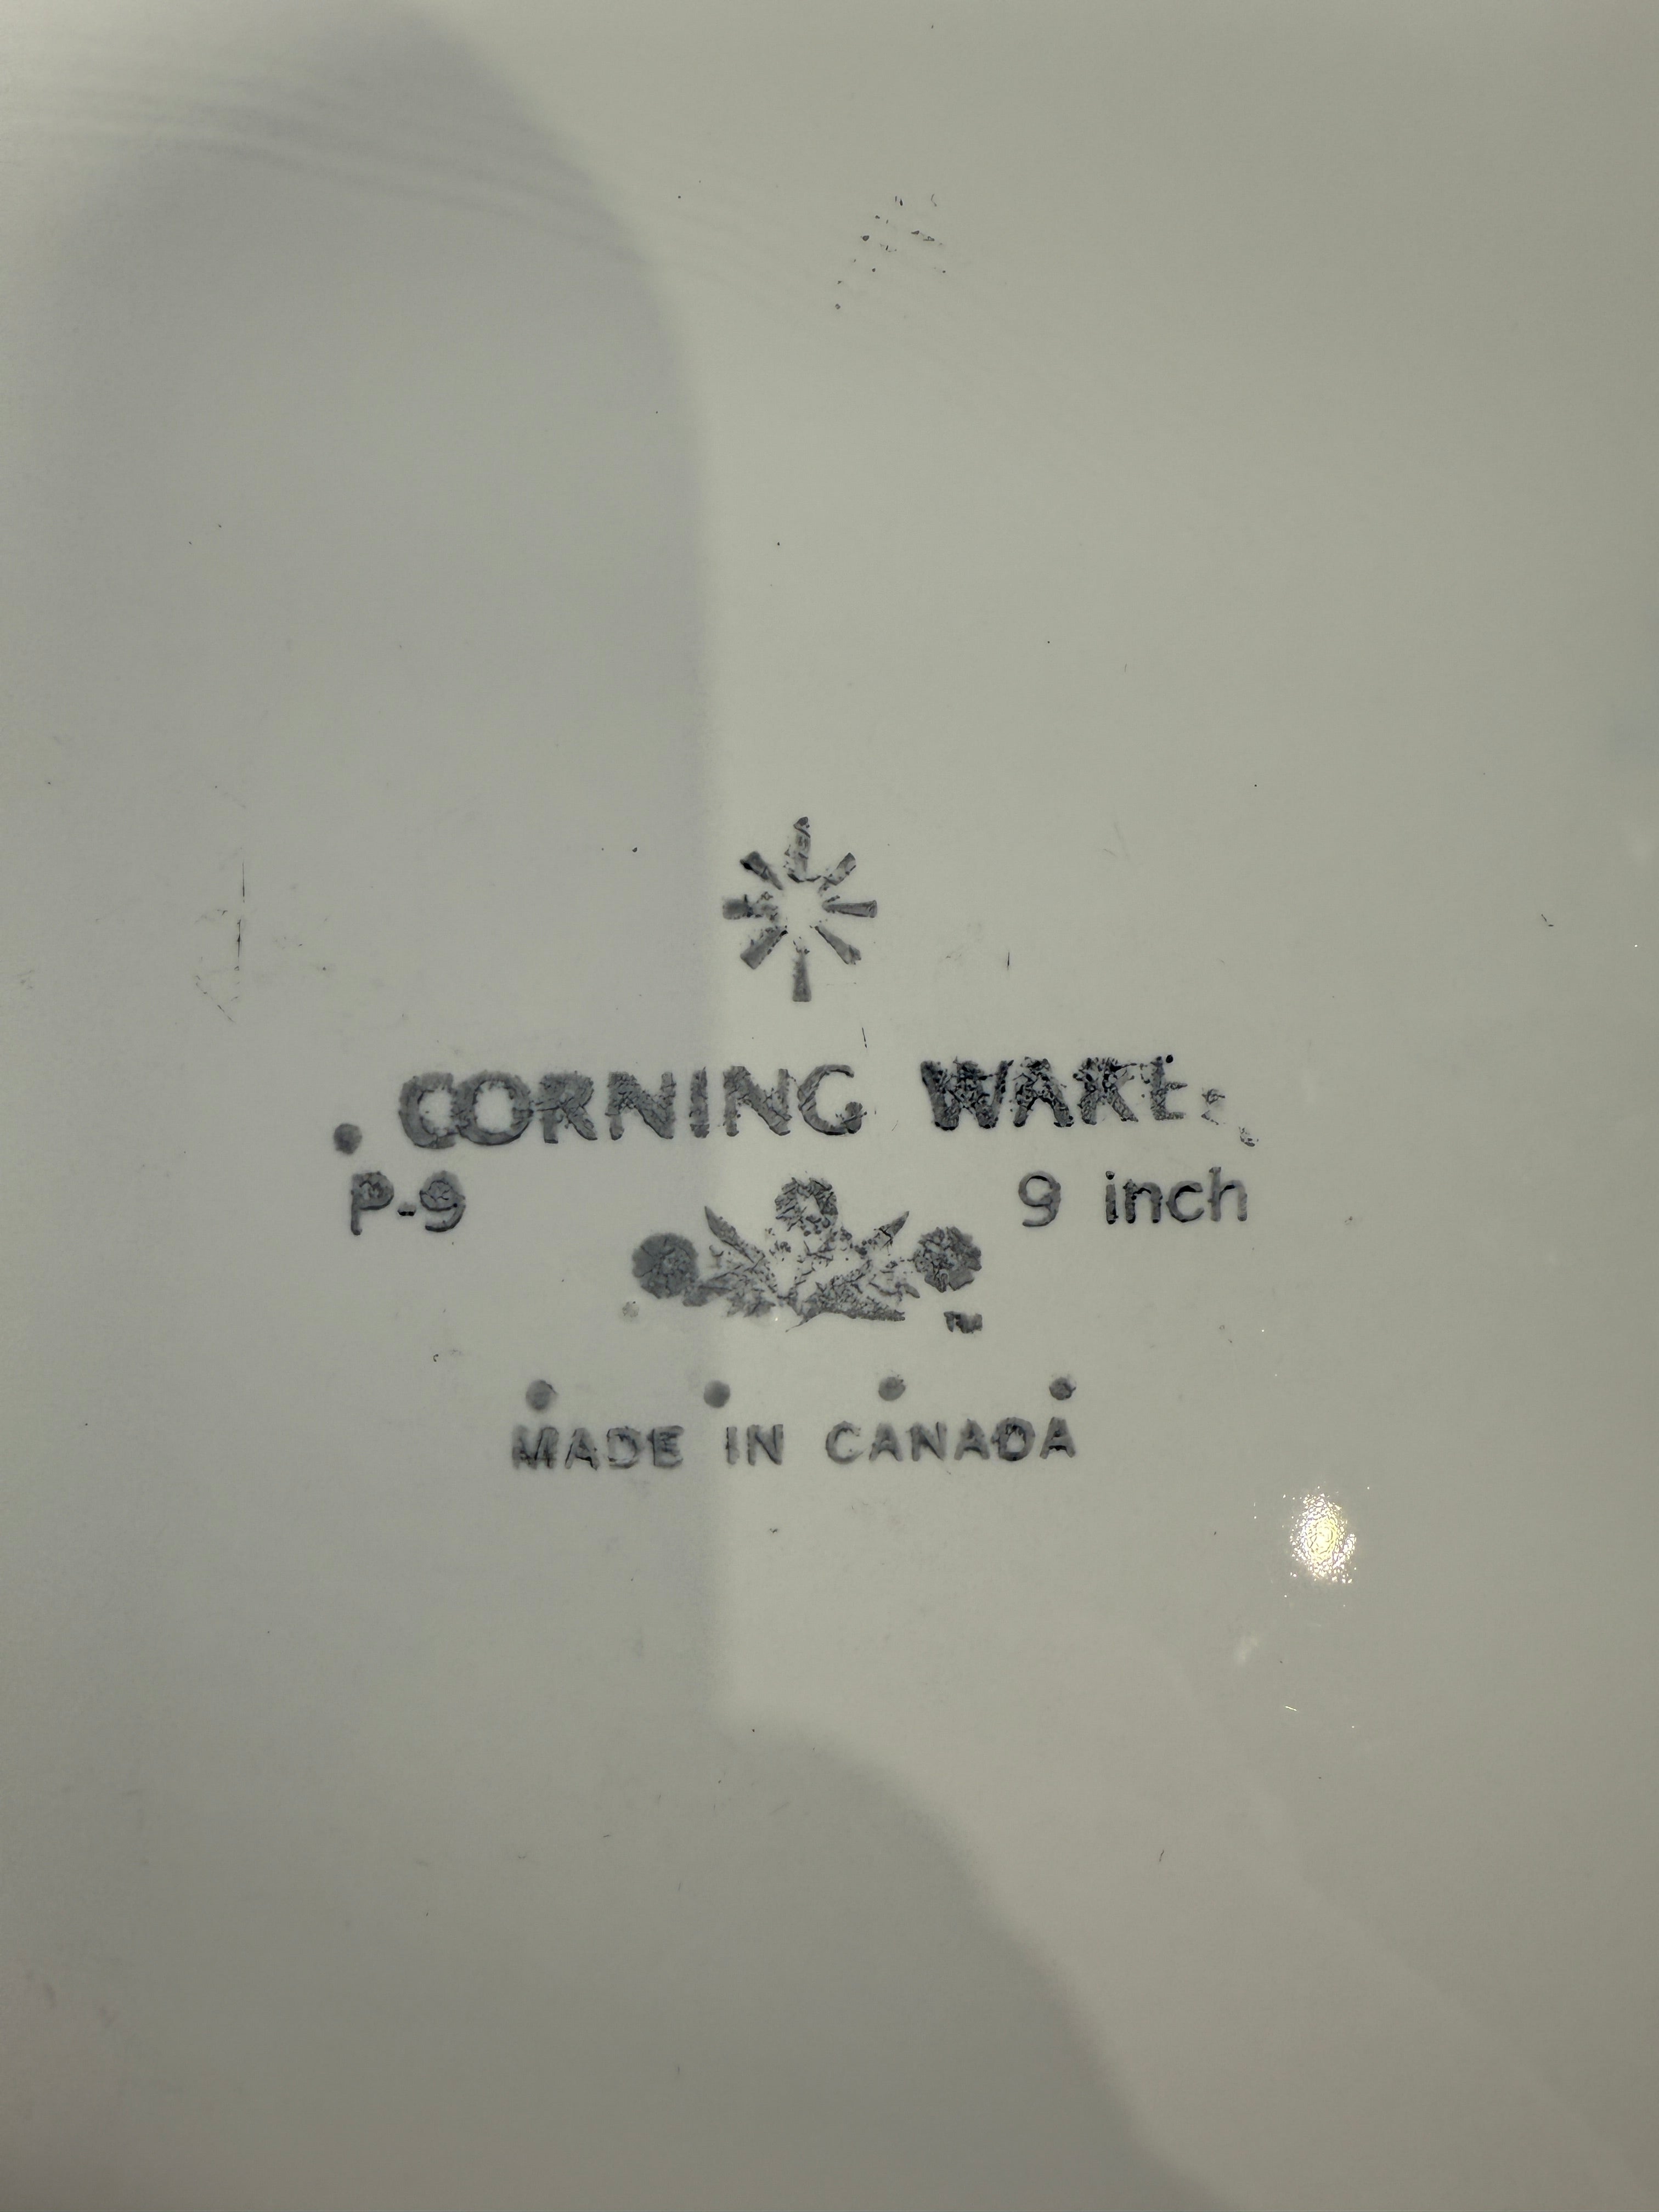 CORNING WARE®
P-9 9 inch
TM
MADE IN CANADA